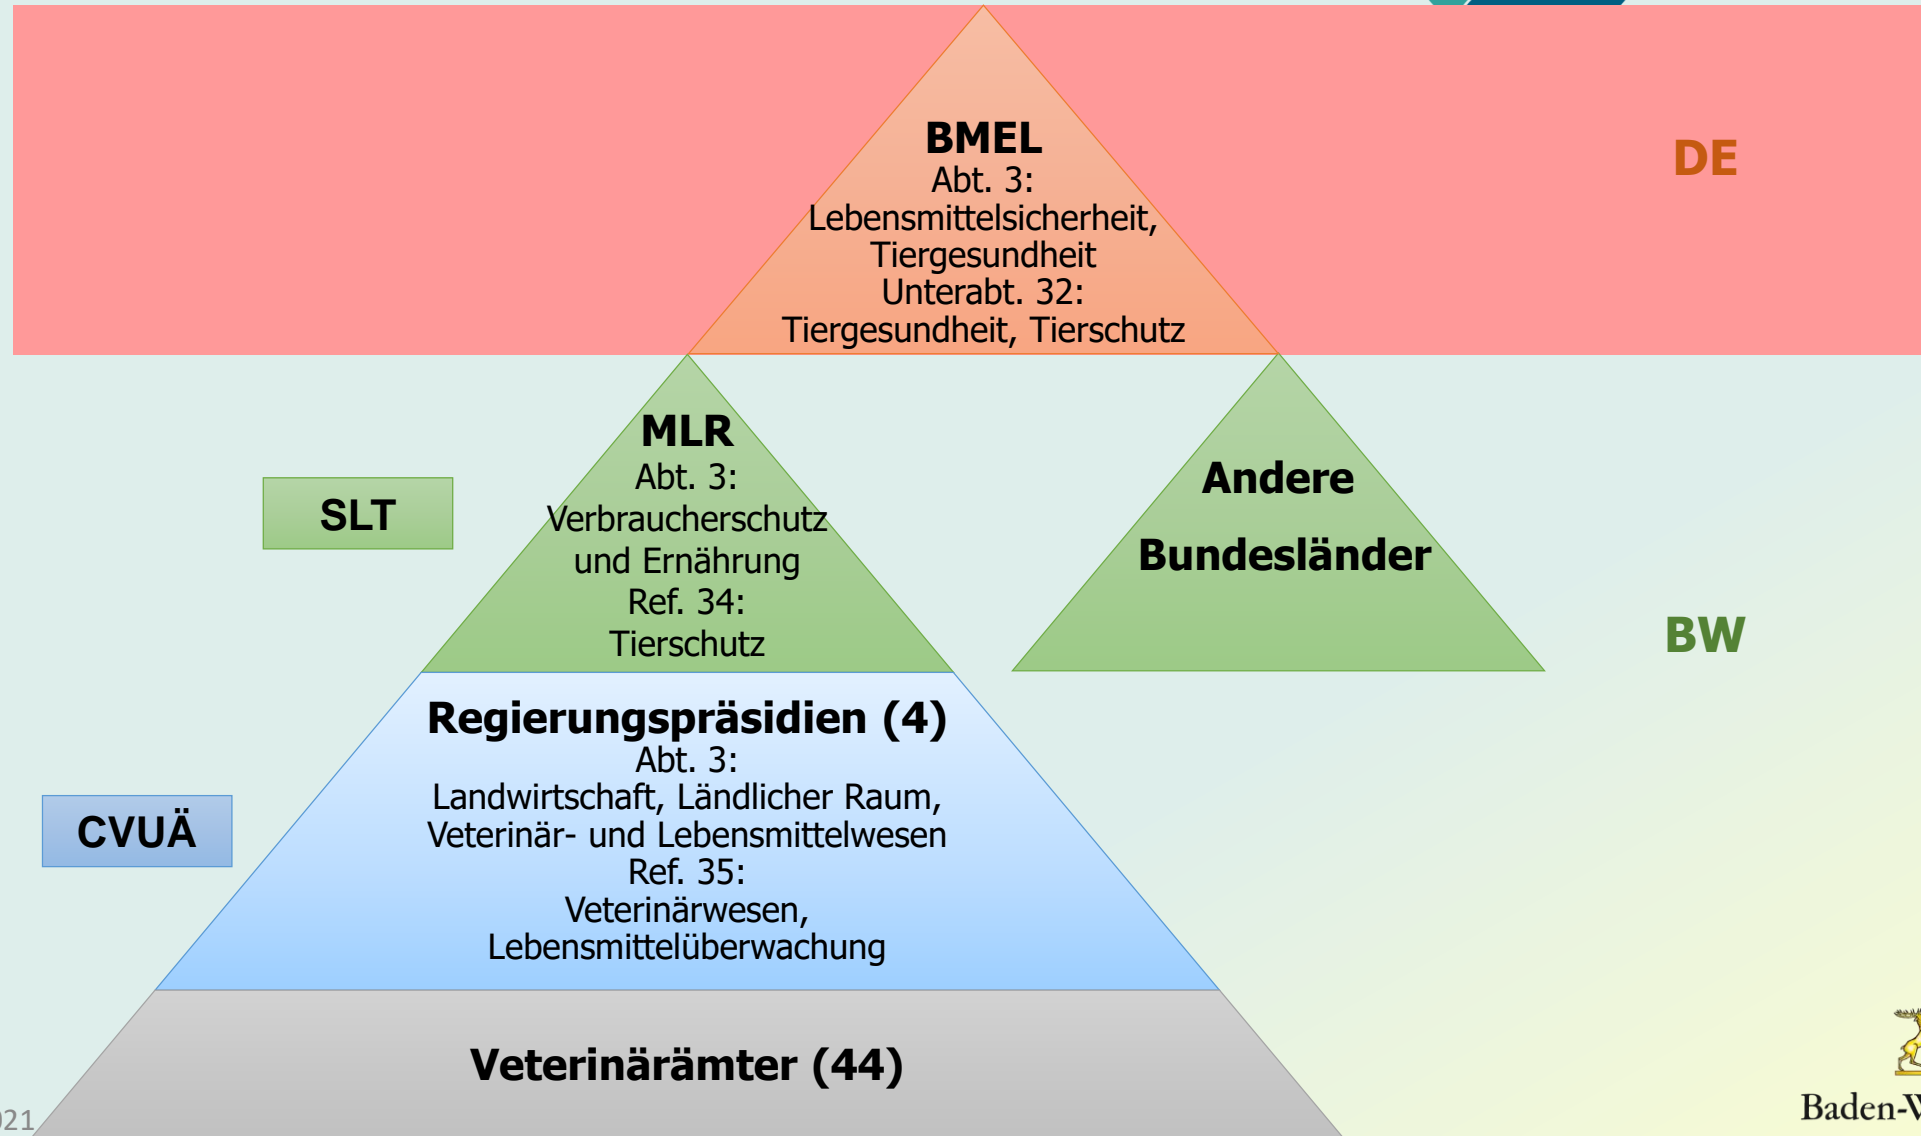 BMEL
Abt. 3:
Lebensmittelsicherheit,
Tiergesundheit
Unterabt. 32:
Tiergesundheit, Tierschutz
DE
SLT
MLR
Abt. 3:
Verbraucherschutz
und Ernährung
Ref. 34:
Tierschutz
Andere
Bundesländer
BW
CVUÄ
Regierungspräsidien (4)
Abt. 3:
Landwirtschaft, Ländlicher Raum,
Veterinär- und Lebensmittelwesen
Ref. 35:
Veterinärwesen,
Lebensmittelüberwachung
Veterinärämter (44)
021
Baden-W